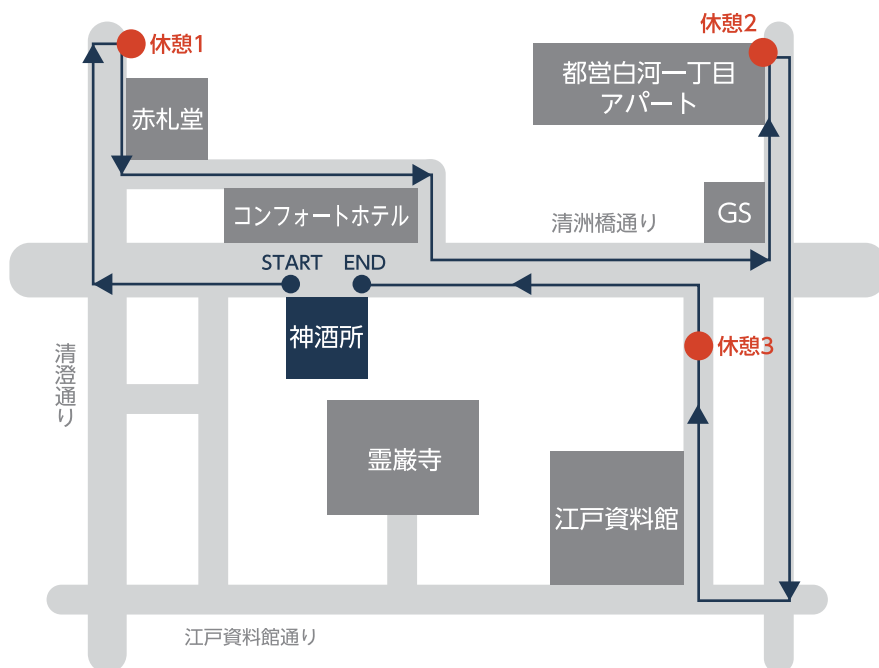 休憩1
休憩2
都営白河一丁目
アパート
赤札堂
コンフォートホテル
清洲橋通り
GS
START
END
神酒所
休憩3
清澄通り
霊巌寺
江戸資料館
江戸資料館通り